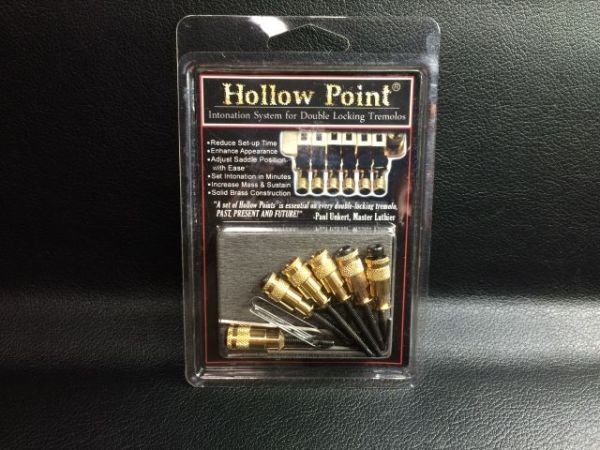 Hollow Point®
Intonation System for Double Locking Tremolos
•Reduce Set-up Time
•Enhance Appearance
•Adjust Saddle Position
with Ease
•Set Intonation in Minutes
•Increase Mass & Sustain
•Solid Brass Construction
"A set of Hollow Points® is essential on every double-locking tremolo,
PAST, PRESENT AND FUTURE!"
-Paul Unkert, Master Luthier